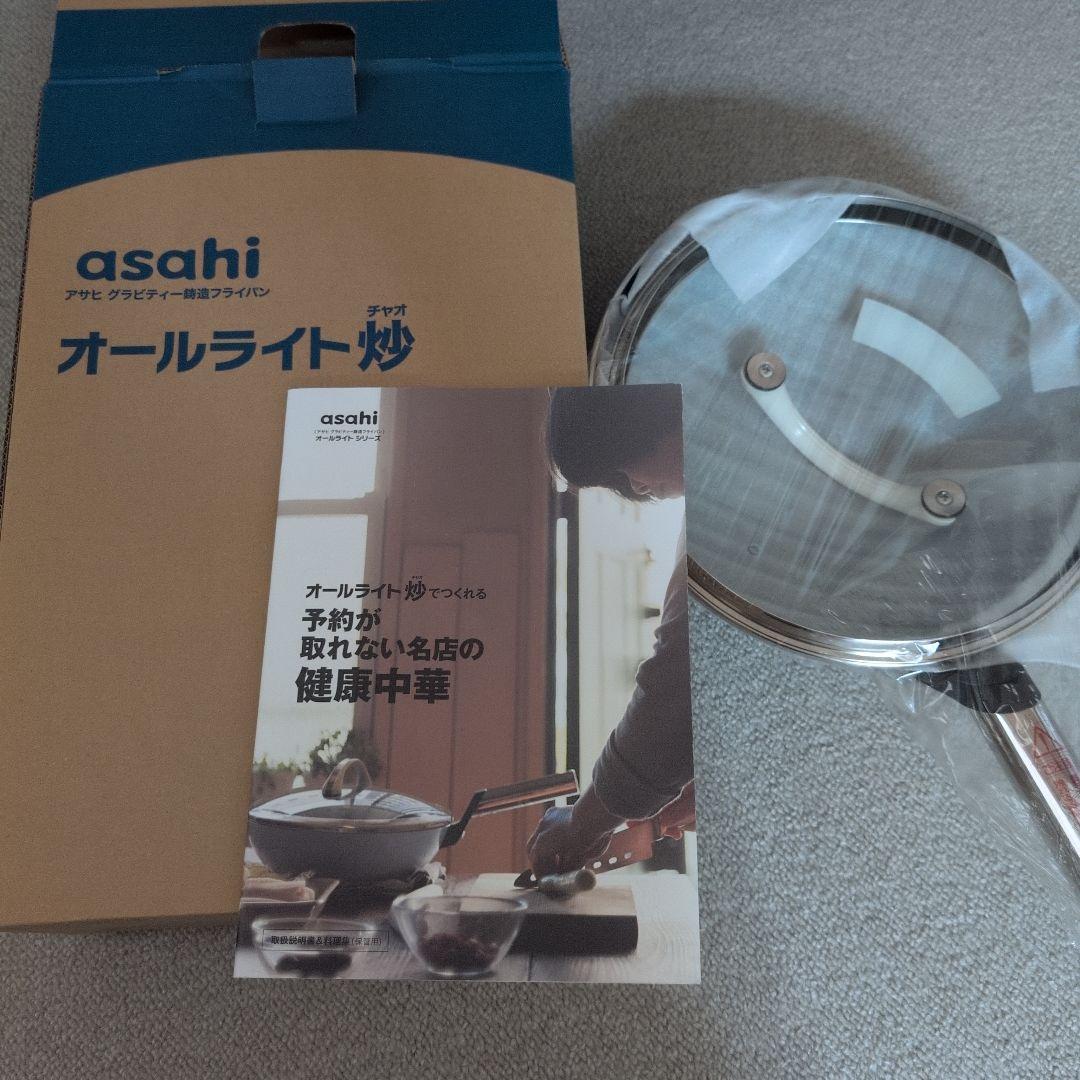 asahi
アサヒ グラビティー鋳造フライパン
チャオ
オールライト炒
asahi
(アサヒ グラビティー鋳造フライパン)
オールライト シリーズ
チャオ
オールライト炒でつくれる
予約が
取れない名店の
健康中華
取扱説明書&料理集(保管用)